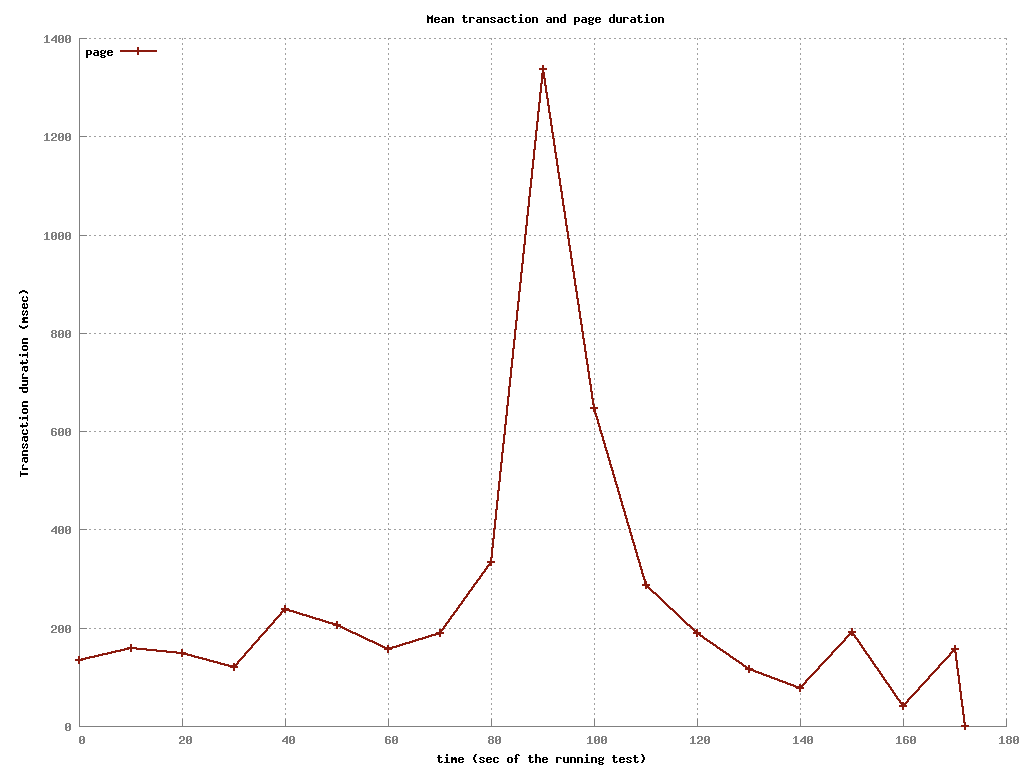 Mean transaction and page duration
page
1400
1200
1000
800
600
400
200
0
Transaction duration (msec)
0 20 40 60 80 100 120 140 160 180
time (sec of the running test)